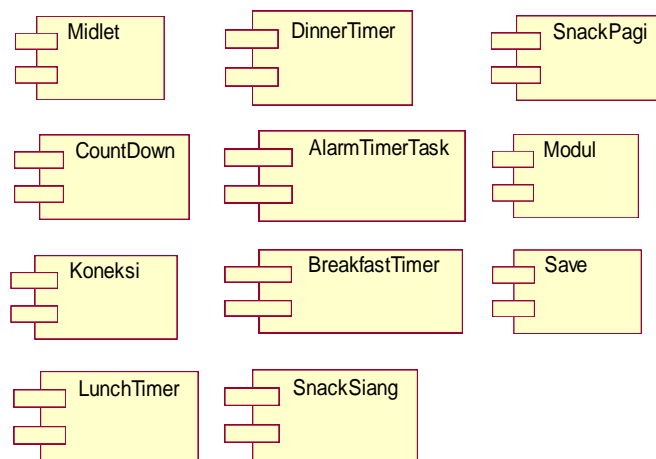 Midlet
DinnerTimer
SnackPagi
CountDown
AlarmTimerTask
Modul
Koneksi
BreakfastTimer
Save
LunchTimer
SnackSiang